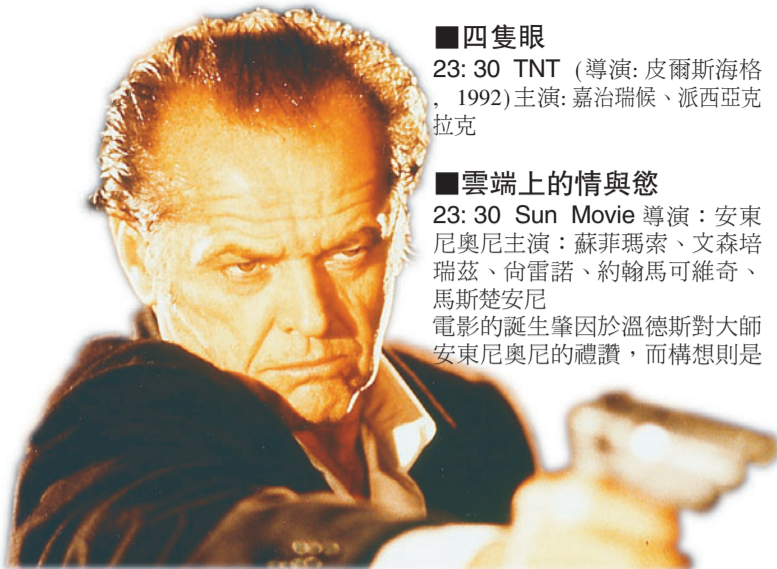 ■四隻眼
23: 30 TNT (導演: 皮爾斯海格
, 1992)主演: 嘉治瑞候、派西亞克
拉克
■雲端上的情與慾
23: 30 Sun Movie 導演：安東
尼奧尼主演：蘇菲瑪索、文森培
瑞茲、尚雷諾、約翰馬可維奇、
馬斯楚安尼
電影的誕生肇因於溫德斯對大師
安東尼奧尼的禮讚，而構想則是